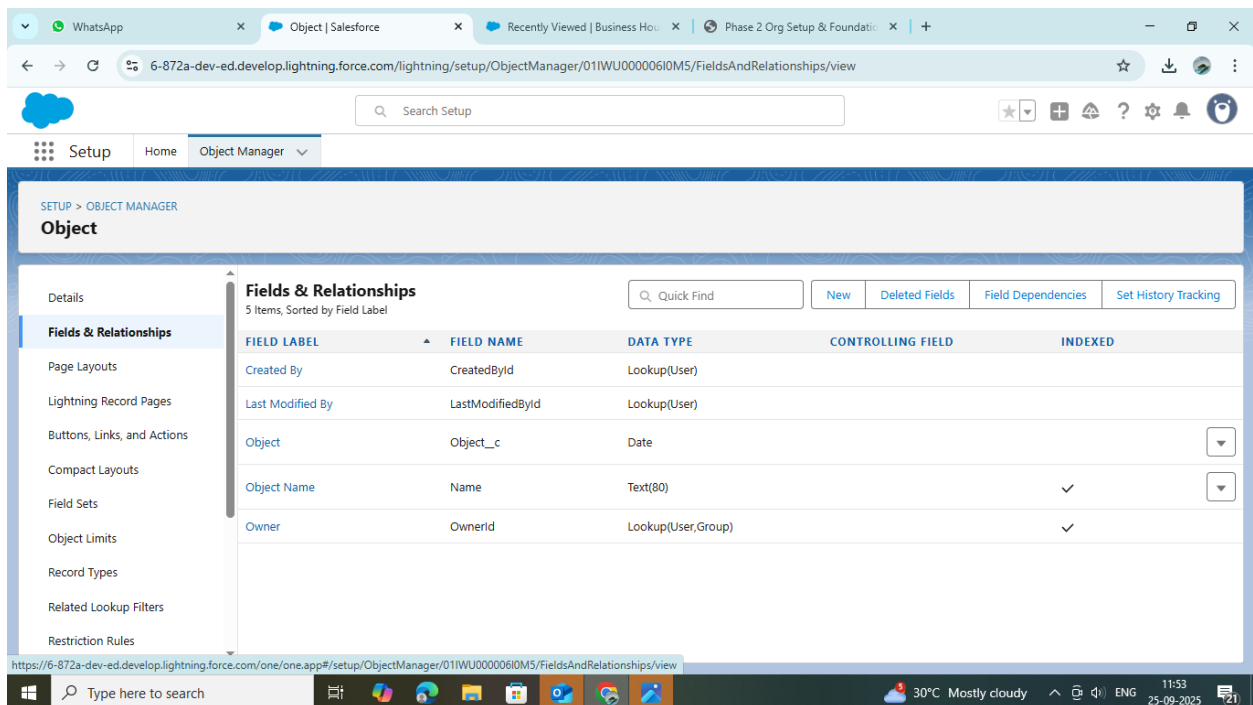 WhatsApp
Object | Salesforce
Recently Viewed | Business Hou
Phase 2 Org Setup & Foundatio
6-872a-dev-ed.develop.lightning.force.com/lightning/setup/ObjectManager/01IWU000006I0M5/FieldsAndRelationships/view
Search Setup
Setup Home Object Manager
SETUP > OBJECT MANAGER
Object
Details
Fields & Relationships
Page Layouts
Lightning Record Pages
Buttons, Links, and Actions
Compact Layouts
Field Sets
Object Limits
Record Types
Related Lookup Filters
Restriction Rules
Fields & Relationships
5 Items, Sorted by Field Label
Quick Find
New Deleted Fields Field Dependencies Set History Tracking
FIELD LABEL FIELD NAME DATA TYPE CONTROLLING FIELD INDEXED
Created By CreatedById Lookup(User)
Last Modified By LastModifiedById Lookup(User)
Object Object__c Date
Object Name Name Text(80)
Owner OwnerId Lookup(User,Group)
https://6-872a-dev-ed.develop.lightning.force.com/one/one.app#/setup/ObjectManager/01IWU000006I0M5/FieldsAndRelationships/view
Type here to search
5
30°C Mostly cloudy
ENG
11:53
25-09-2025
21